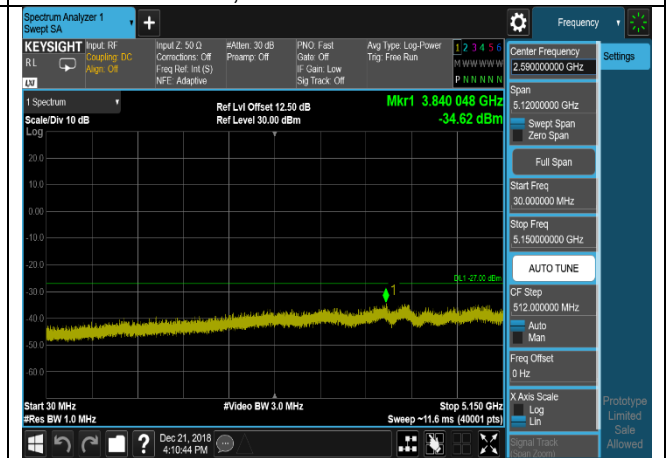 Spectrum Analyzer 1
Swept SA
+
Frequency
KEYSIGHT
RL
Input: RF
Coupling: DC
Align: Off
Input Z: 50 Ω
Corrections: Off
Freq Ref: Int (S)
NFE: Adaptive
#Atten: 30 dB
Preamp: Off
PNO: Fast
Gate: Off
IF Gain: Low
Sig Track: Off
Avg Type: Log-Power
Trig: Free Run
1 2 3 4 5 6
M W W W W W
P N N N N N
LXI
1 Spectrum
Scale/Div 10 dB
Log
Ref Lvl Offset 12.50 dB
Ref Level 30.00 dBm
Mkr1 3.840 048 GHz
-34.62 dBm
20.0
10.0
0.00
-10.0
-20.0
-30.0
-40.0
-50.0
-60.0
DL1 -27.00 dBm
1
Start 30 MHz
#Res BW 1.0 MHz
#Video BW 3.0 MHz
Stop 5.150 GHz
Sweep ~11.6 ms (40001 pts)
?
Dec 21, 2018
4:10:44 PM
Center Frequency
2.590000000 GHz
Settings
Span
5.12000000 GHz
Swept Span
Zero Span
Full Span
Start Freq
30.000000 MHz
Stop Freq
5.150000000 GHz
AUTO TUNE
CF Step
512.000000 MHz
Auto
Man
Freq Offset
0 Hz
X Axis Scale
Log
Lin
Signal Track
(Span Zoom)
Prototype
Limited
Sale
Allowed